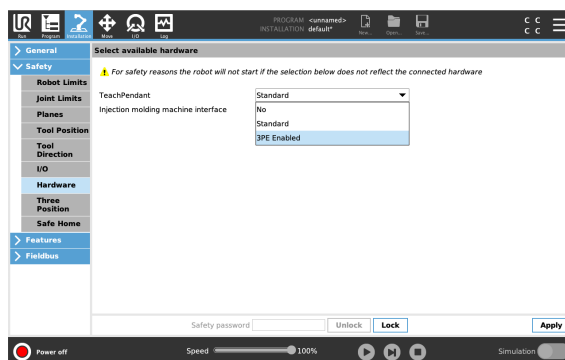 UR
PROGRAM <unnamed>
INSTALLATION default*
Run Program Installation Move I/O Log New... Open... Save...
C C
C C
General
Select available hardware
Safety
For safety reasons the robot will not start if the selection below does not reflect the connected hardware
Robot Limits
TeachPendant Standard
Joint Limits
Injection molding machine interface No
Planes
Standard
Tool Position
3PE Enabled
Tool
Direction
I/O
Hardware
Three
Position
Safe Home
Features
Fieldbus
Safety password Unlock Lock Apply
Power off Speed 100% Simulation